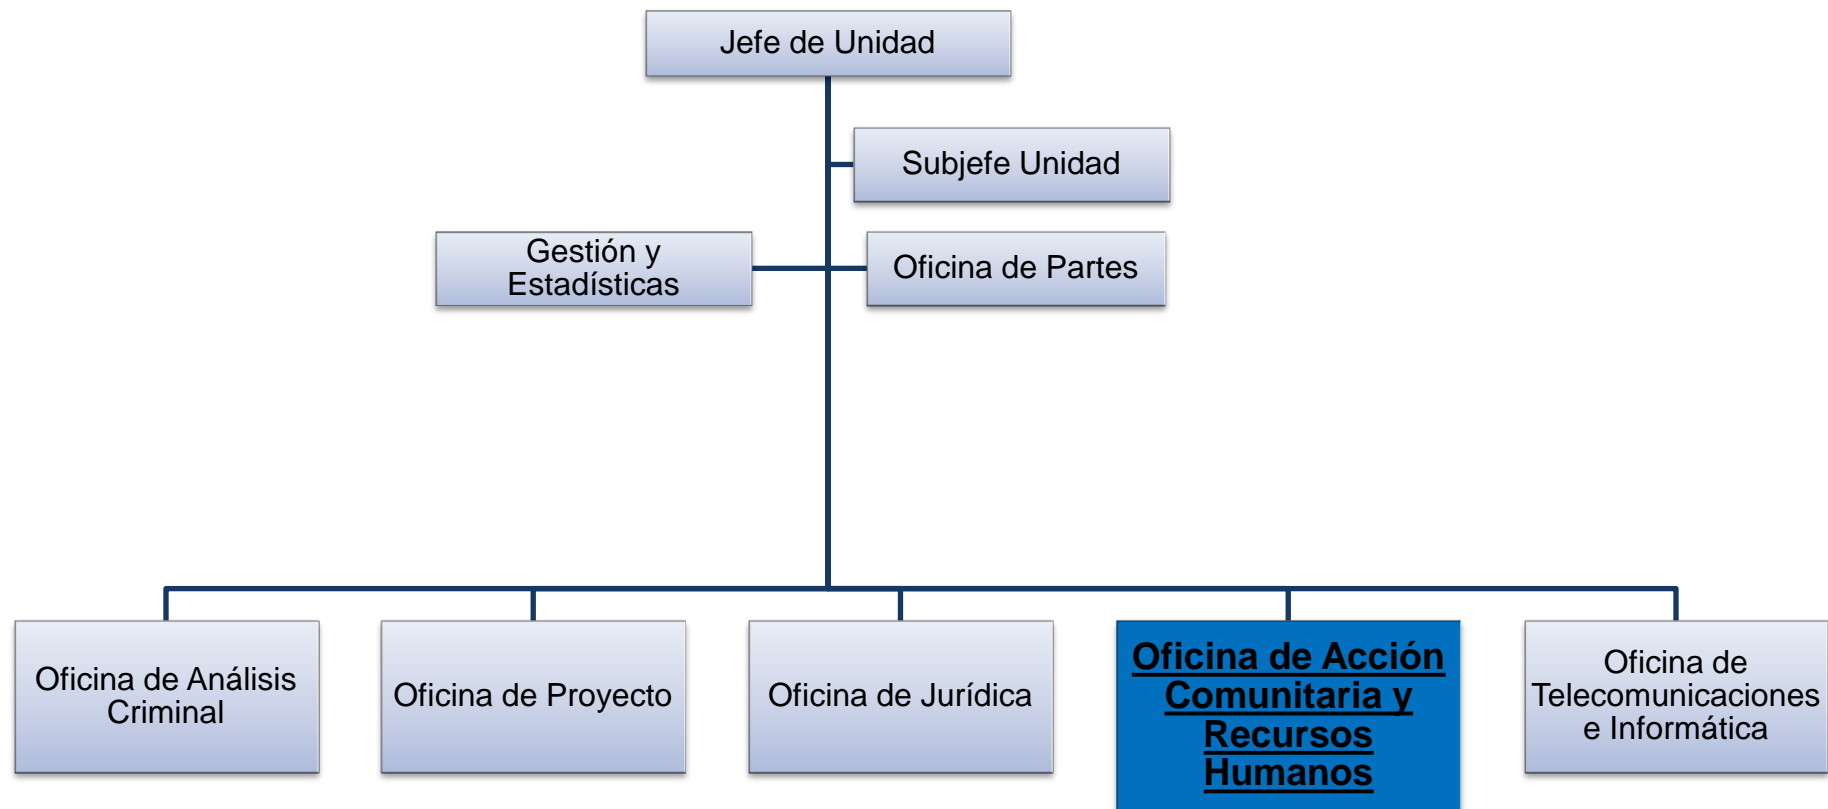 Jefe de Unidad
Subjefe Unidad
Gestión y
Estadísticas
Oficina de Partes
Oficina de Análisis
Criminal
Oficina de Proyecto
Oficina de Jurídica
Oficina de Acción
Comunitaria y
Recursos
Humanos
Oficina de
Telecomunicaciones
e Informática